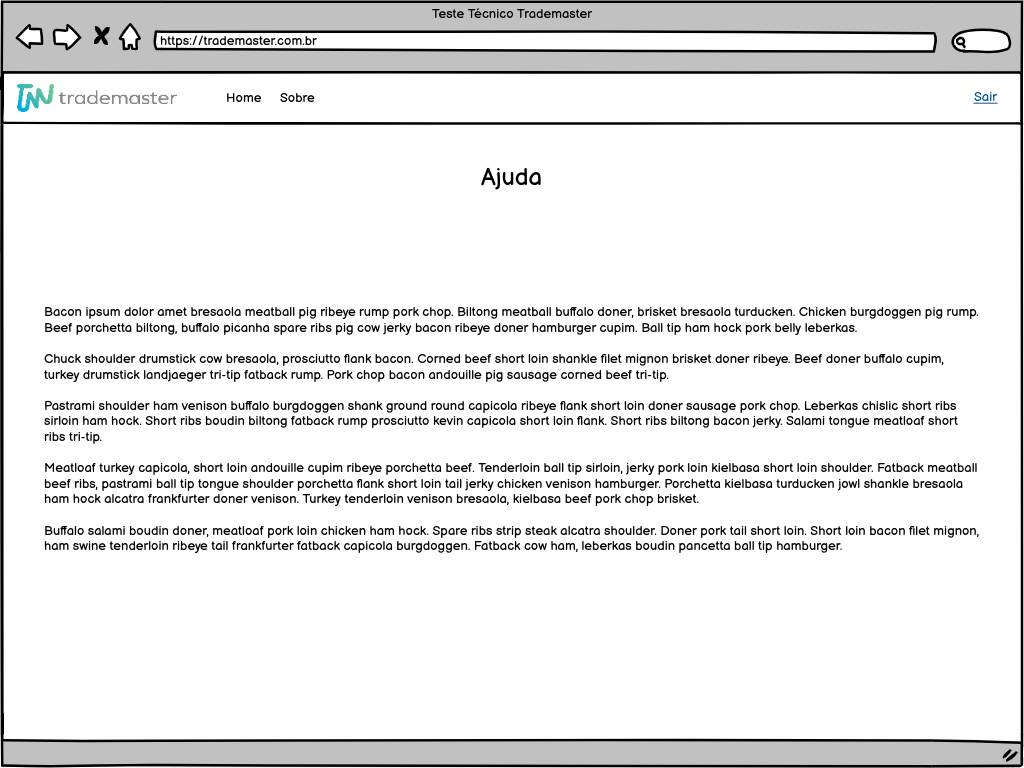 Teste Técnico Trademaster
https://trademaster.com.br
trademaster
Home Sobre Sair
Ajuda
Bacon ipsum dolor amet bresaola meatball pig ribeye rump pork chop. Biltong meatball buffalo doner, brisket bresaola turducken. Chicken burgdoggen pig rump.
Beef porchetta biltong, buffalo picanha spare ribs pig cow jerky bacon ribeye doner hamburger cupim. Ball tip ham hock pork belly leberkas.
Chuck shoulder drumstick cow bresaola, prosciutto flank bacon. Corned beef short loin shankle filet mignon brisket doner ribeye. Beef doner buffalo cupim,
turkey drumstick landjaeger tri-tip fatback rump. Pork chop bacon andouille pig sausage corned beef tri-tip.
Pastrami shoulder ham venison buffalo burgdoggen shank ground round capicola ribeye flank short loin doner sausage pork chop. Leberkas chislic short ribs
sirloin ham hock. Short ribs boudin biltong fatback rump prosciutto kevin capicola short loin flank. Short ribs biltong bacon jerky. Salami tongue meatloaf short
ribs tri-tip.
Meatloaf turkey capicola, short loin andouille cupim ribeye porchetta beef. Tenderloin ball tip sirloin, jerky pork loin kielbasa short loin shoulder. Fatback meatball
beef ribs, pastrami ball tip tongue shoulder porchetta flank short loin tail jerky chicken venison hamburger. Porchetta kielbasa turducken jowl shankle bresaola
ham hock alcatra frankfurter doner venison. Turkey tenderloin venison bresaola, kielbasa beef pork chop brisket.
Buffalo salami boudin doner, meatloaf pork loin chicken ham hock. Spare ribs strip steak alcatra shoulder. Doner pork tail short loin. Short loin bacon filet mignon,
ham swine tenderloin ribeye tail frankfurter fatback capicola burgdoggen. Fatback cow ham, leberkas boudin pancetta ball tip hamburger.